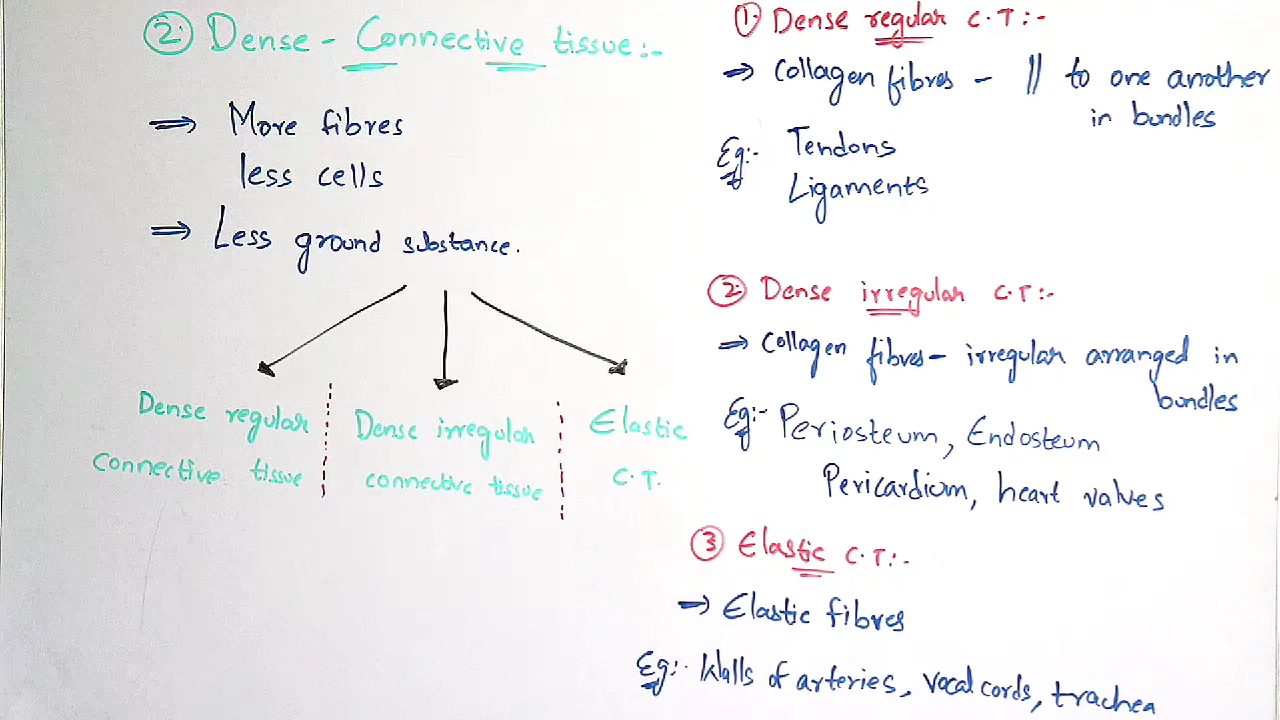 ② Dense - Connective tissue:-
⇒ More fibres
less cells
⇒ Less ground substance.
Dense regular
connective tissue
Dense irregular
connective tissue
Elastic
C.T.
① Dense regular C.T:-
⇒ Collagen fibres - // to one another
in bundles
Eg:- Tendons
Ligaments
② Dense irregular C.T:-
⇒ Collagen fibres - irregular arranged in
bundles
Eg:- Periosteum, Endosteum
Pericardium, heart valves
③ Elastic C.T:-
→ Elastic fibres
Eg:- Walls of arteries, vocal cords, trachea